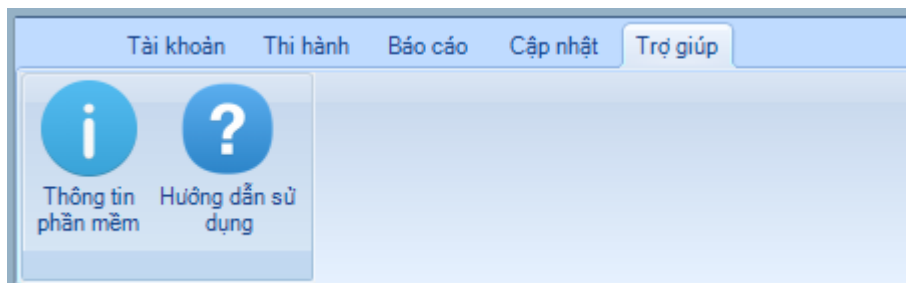 Tài khoản Thi hành Báo cáo Cập nhật Trợ giúp
Thông tin Hướng dẫn sử
phần mềm dụng